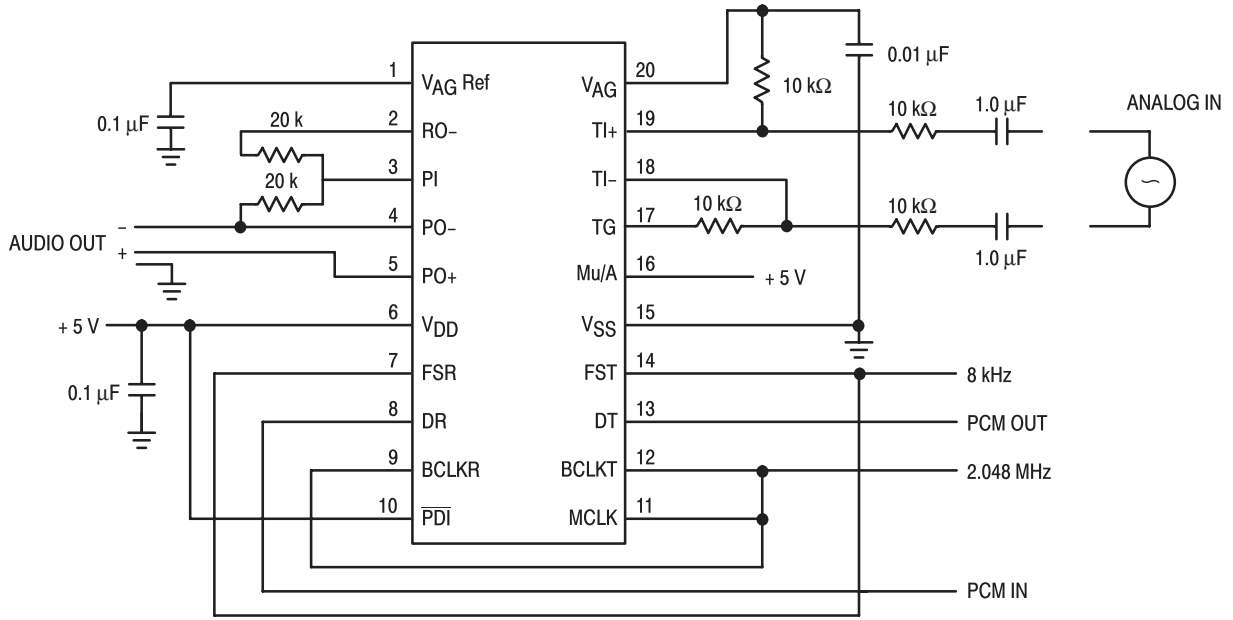 1
V_AG Ref
0.1 µF
2
RO–
20 k
3
PI
20 k
4
PO–
AUDIO OUT
–
+
5
PO+
+ 5 V
6
V_DD
0.1 µF
7
FSR
8
DR
9
BCLKR
10
PDI
20
V_AG
10 kΩ
0.01 µF
19
TI+
10 kΩ
1.0 µF
ANALOG IN
18
TI–
17
TG
10 kΩ
10 kΩ
1.0 µF
16
Mu/A
+ 5 V
15
V_SS
14
FST
8 kHz
13
DT
PCM OUT
12
BCLKT
2.048 MHz
11
MCLK
PCM IN